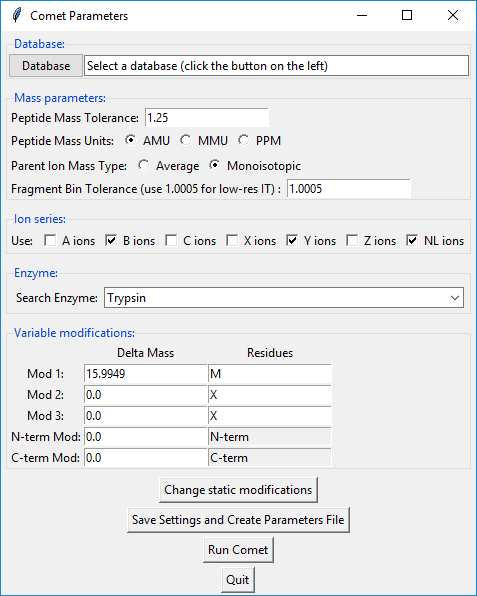 Comet Parameters
Database:
Database Select a database (click the button on the left)
Mass parameters:
Peptide Mass Tolerance: 1.25
Peptide Mass Units: AMU MMU PPM
Parent Ion Mass Type: Average Monoisotopic
Fragment Bin Tolerance (use 1.0005 for low-res IT) : 1.0005
Ion series:
Use: A ions B ions C ions X ions Y ions Z ions NL ions
Enzyme:
Search Enzyme: Trypsin
Variable modifications:
Delta Mass Residues
Mod 1: 15.9949 M
Mod 2: 0.0 X
Mod 3: 0.0 X
N-term Mod: 0.0 N-term
C-term Mod: 0.0 C-term
Change static modifications
Save Settings and Create Parameters File
Run Comet
Quit